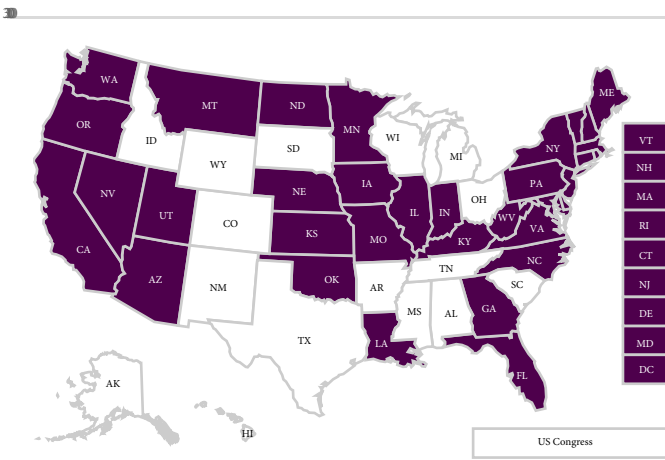 WA
MT
ND
ME
OR
ID
MN
WI
NY
VT
SD
MI
WY
NH
NV
NE
IA
PA
MA
UT
CO
IL
IN
OH
WV
RI
CA
KS
MO
KY
VA
CT
AZ
OK
TN
NC
NM
AR
SC
NJ
MS
AL
GA
DE
TX
LA
MD
AK
FL
DC
HI
US Congress